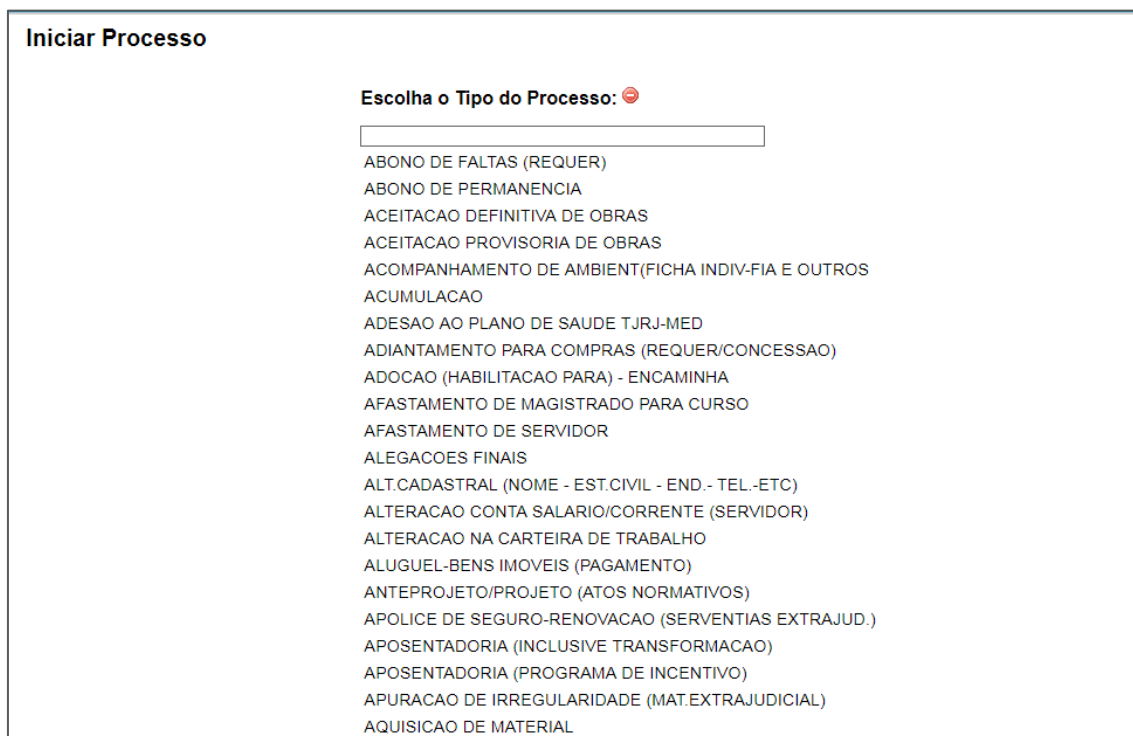 Iniciar Processo
Escolha o Tipo do Processo:
ABONO DE FALTAS (REQUER)
ABONO DE PERMANENCIA
ACEITACAO DEFINITIVA DE OBRAS
ACEITACAO PROVISORIA DE OBRAS
ACOMPANHAMENTO DE AMBIENT(FICHA INDIV-FIA E OUTROS
ACUMULACAO
ADESAO AO PLANO DE SAUDE TJRJ-MED
ADIANTAMENTO PARA COMPRAS (REQUER/CONCESSAO)
ADOCAO (HABILITACAO PARA) - ENCAMINHA
AFASTAMENTO DE MAGISTRADO PARA CURSO
AFASTAMENTO DE SERVIDOR
ALEGACOES FINAIS
ALT.CADASTRAL (NOME - EST.CIVIL - END.- TEL.-ETC)
ALTERACAO CONTA SALARIO/CORRENTE (SERVIDOR)
ALTERACAO NA CARTEIRA DE TRABALHO
ALUGUEL-BENS IMOVEIS (PAGAMENTO)
ANTEPROJETO/PROJETO (ATOS NORMATIVOS)
APOLICE DE SEGURO-RENOVACAO (SERVENTIAS EXTRAJUD.)
APOSENTADORIA (INCLUSIVE TRANSFORMACAO)
APOSENTADORIA (PROGRAMA DE INCENTIVO)
APURACAO DE IRREGULARIDADE (MAT.EXTRAJUDICIAL)
AQUISICAO DE MATERIAL